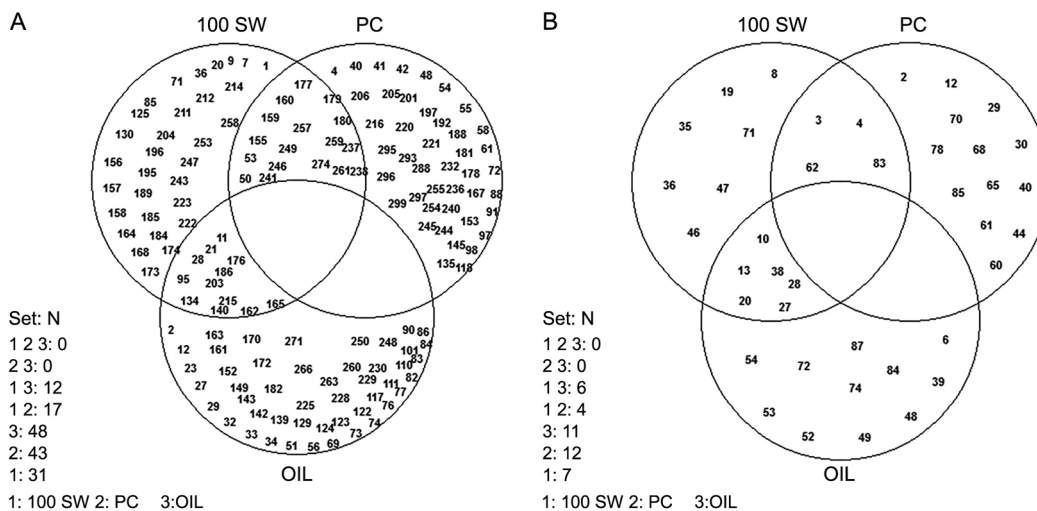 A
100 SW PC
20 9 7 1
4 40 41 42 48
71 36 214 177 54
85 212 160 179 206 205 201 55
125 211 258 159 180 216 220 197 192 58
130 204 253 155 257 259 237 295 221 188 61
196 249 293 181
156 247 53 246 274 261 238 288 232 178 72
195 50 241 296
157 189 243 255 236 167 88
223 299 297 254 240 91
158 185 222 153
245 244 97
164 184 11 145 98
168 174 21 135 118
28 176
173 186
95 203
134 215 165
140 162
2 163 170 271 250 248 90 86
84
12 161 101
83
23 152 172 266 260 230 110
82
27 149 182 263 229 111
77
143 228 117
29 225 76
142 122
32 139 129 123 74
124
33 34 73
51 56 69
OIL
Set: N
1 2 3: 0
2 3: 0
1 3: 12
1 2: 17
3: 48
2: 43
1: 31
1: 100 SW 2: PC 3:OIL
B
100 SW PC
8 2 12
19 29
35 71 3 4 70
78 68 30
62 83
36 47 85 65 40
46 10 61 44
13 38 60
28
20 27
87 6
54 72 84
74 39
53 48
52 49
OIL
Set: N
1 2 3: 0
2 3: 0
1 3: 6
1 2: 4
3: 11
2: 12
1: 7
1: 100 SW 2: PC 3:OIL